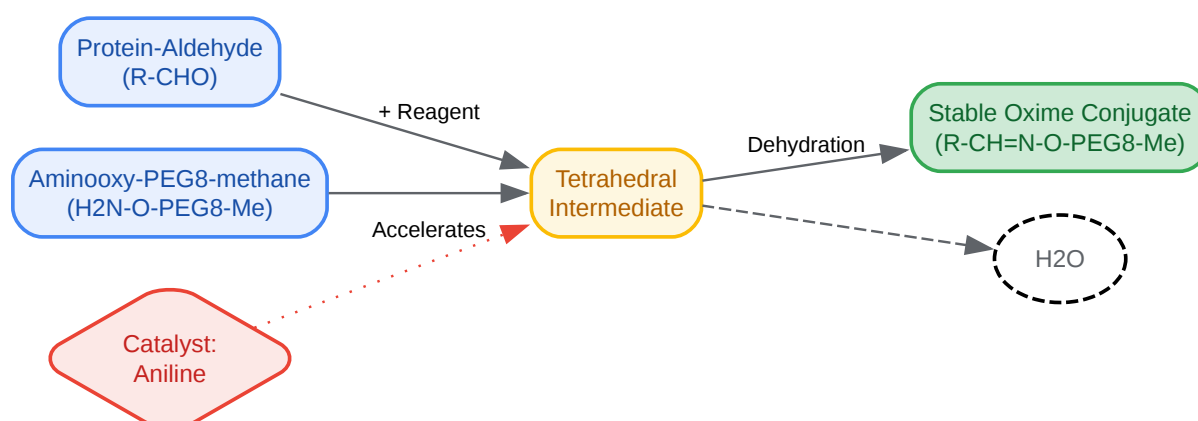 Protein-Aldehyde
(R-CHO)
+ Reagent
Aminooxy-PEG8-methane
(H2N-O-PEG8-Me)
Accelerates
Catalyst:
Aniline
Tetrahedral
Intermediate
Dehydration
Stable Oxime Conjugate
(R-CH=N-O-PEG8-Me)
H2O